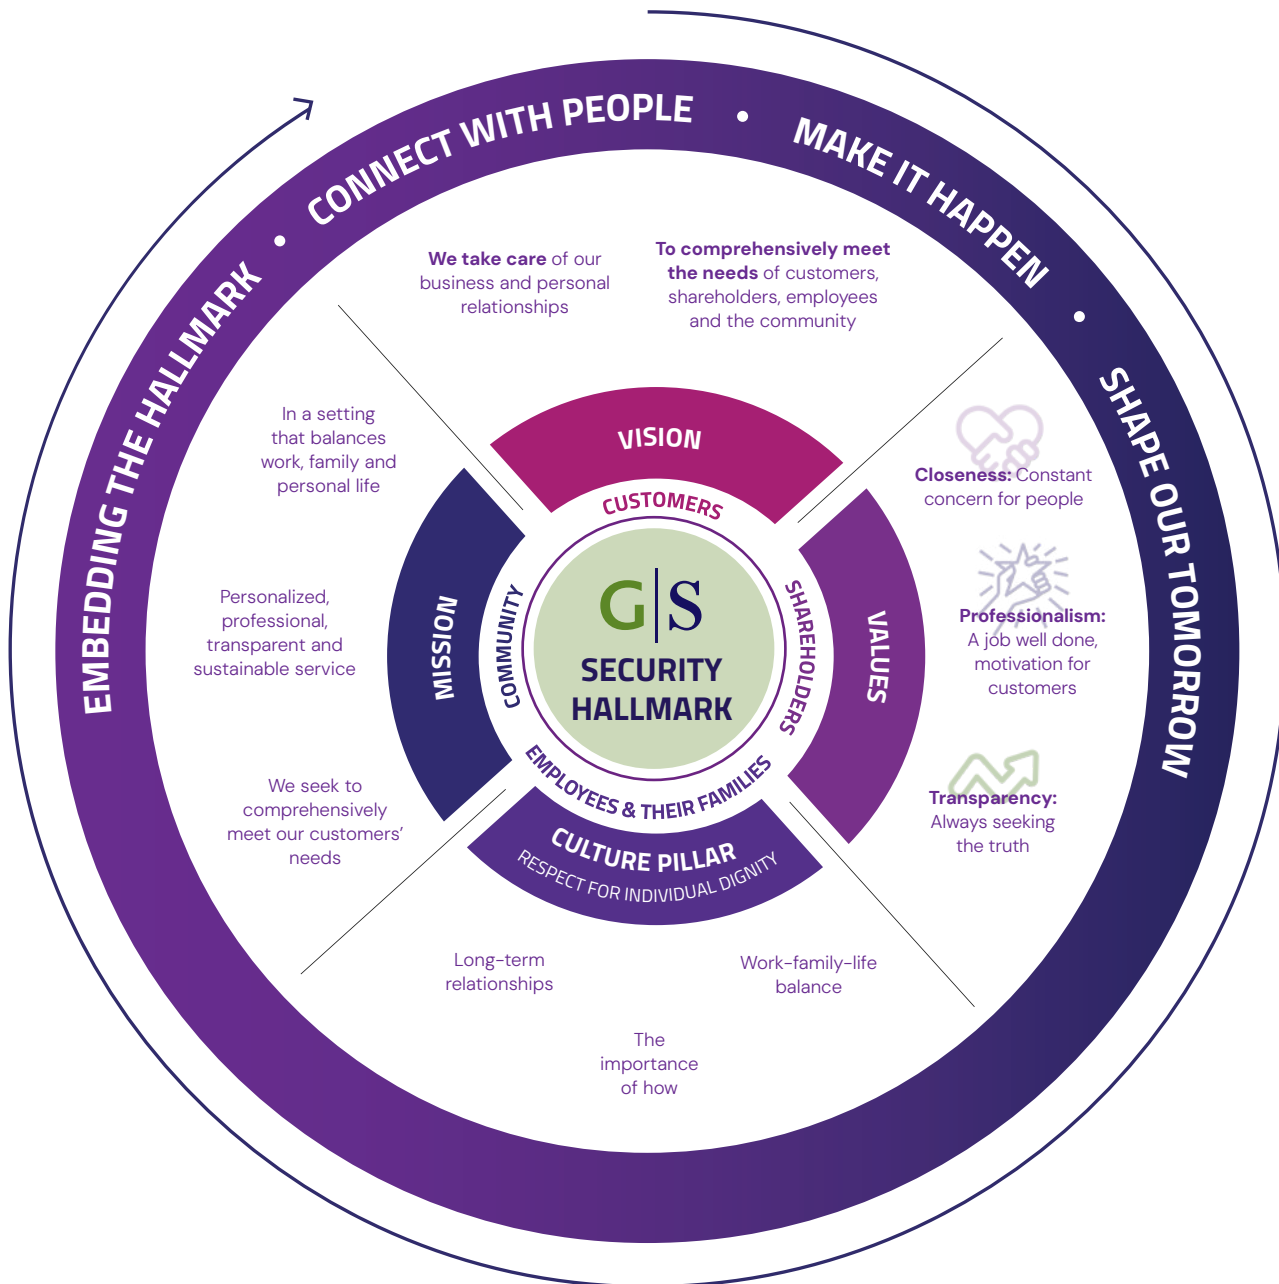 EMBEDDING THE HALLMARK • CONNECT WITH PEOPLE • MAKE IT HAPPEN • SHAPE OUR TOMORROW
We take care of our
business and personal
relationships
To comprehensively meet
the needs of customers,
shareholders, employees
and the community
In a setting
that balances
work, family and
personal life
Personalized,
professional,
transparent and
sustainable service
We seek to
comprehensively
meet our customers’
needs
VISION
CUSTOMERS
MISSION
COMMUNITY
G|S
SECURITY
HALLMARK
SHAREHOLDERS
VALUES
EMPLOYEES & THEIR FAMILIES
CULTURE PILLAR
RESPECT FOR INDIVIDUAL DIGNITY
Closeness: Constant
concern for people
Professionalism:
A job well done,
motivation for
customers
Transparency:
Always seeking
the truth
Long-term
relationships
The
importance
of how
Work-family-life
balance